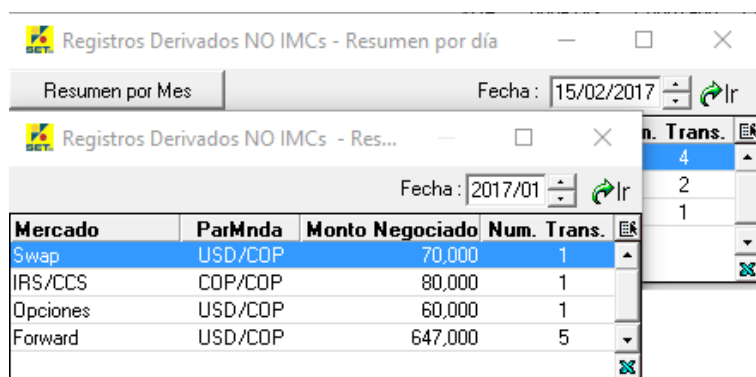 SET
Registros Derivados NO IMCs - Resumen por día
Resumen por Mes
Fecha : 15/02/2017 Ir
n. Trans.
4
2
1
SET
Registros Derivados NO IMCs - Res...
Fecha : 2017/01 Ir
Mercado ParMnda Monto Negociado Num. Trans.
Swap USD/COP 70,000 1
IRS/CCS COP/COP 80,000 1
Opciones USD/COP 60,000 1
Forward USD/COP 647,000 5